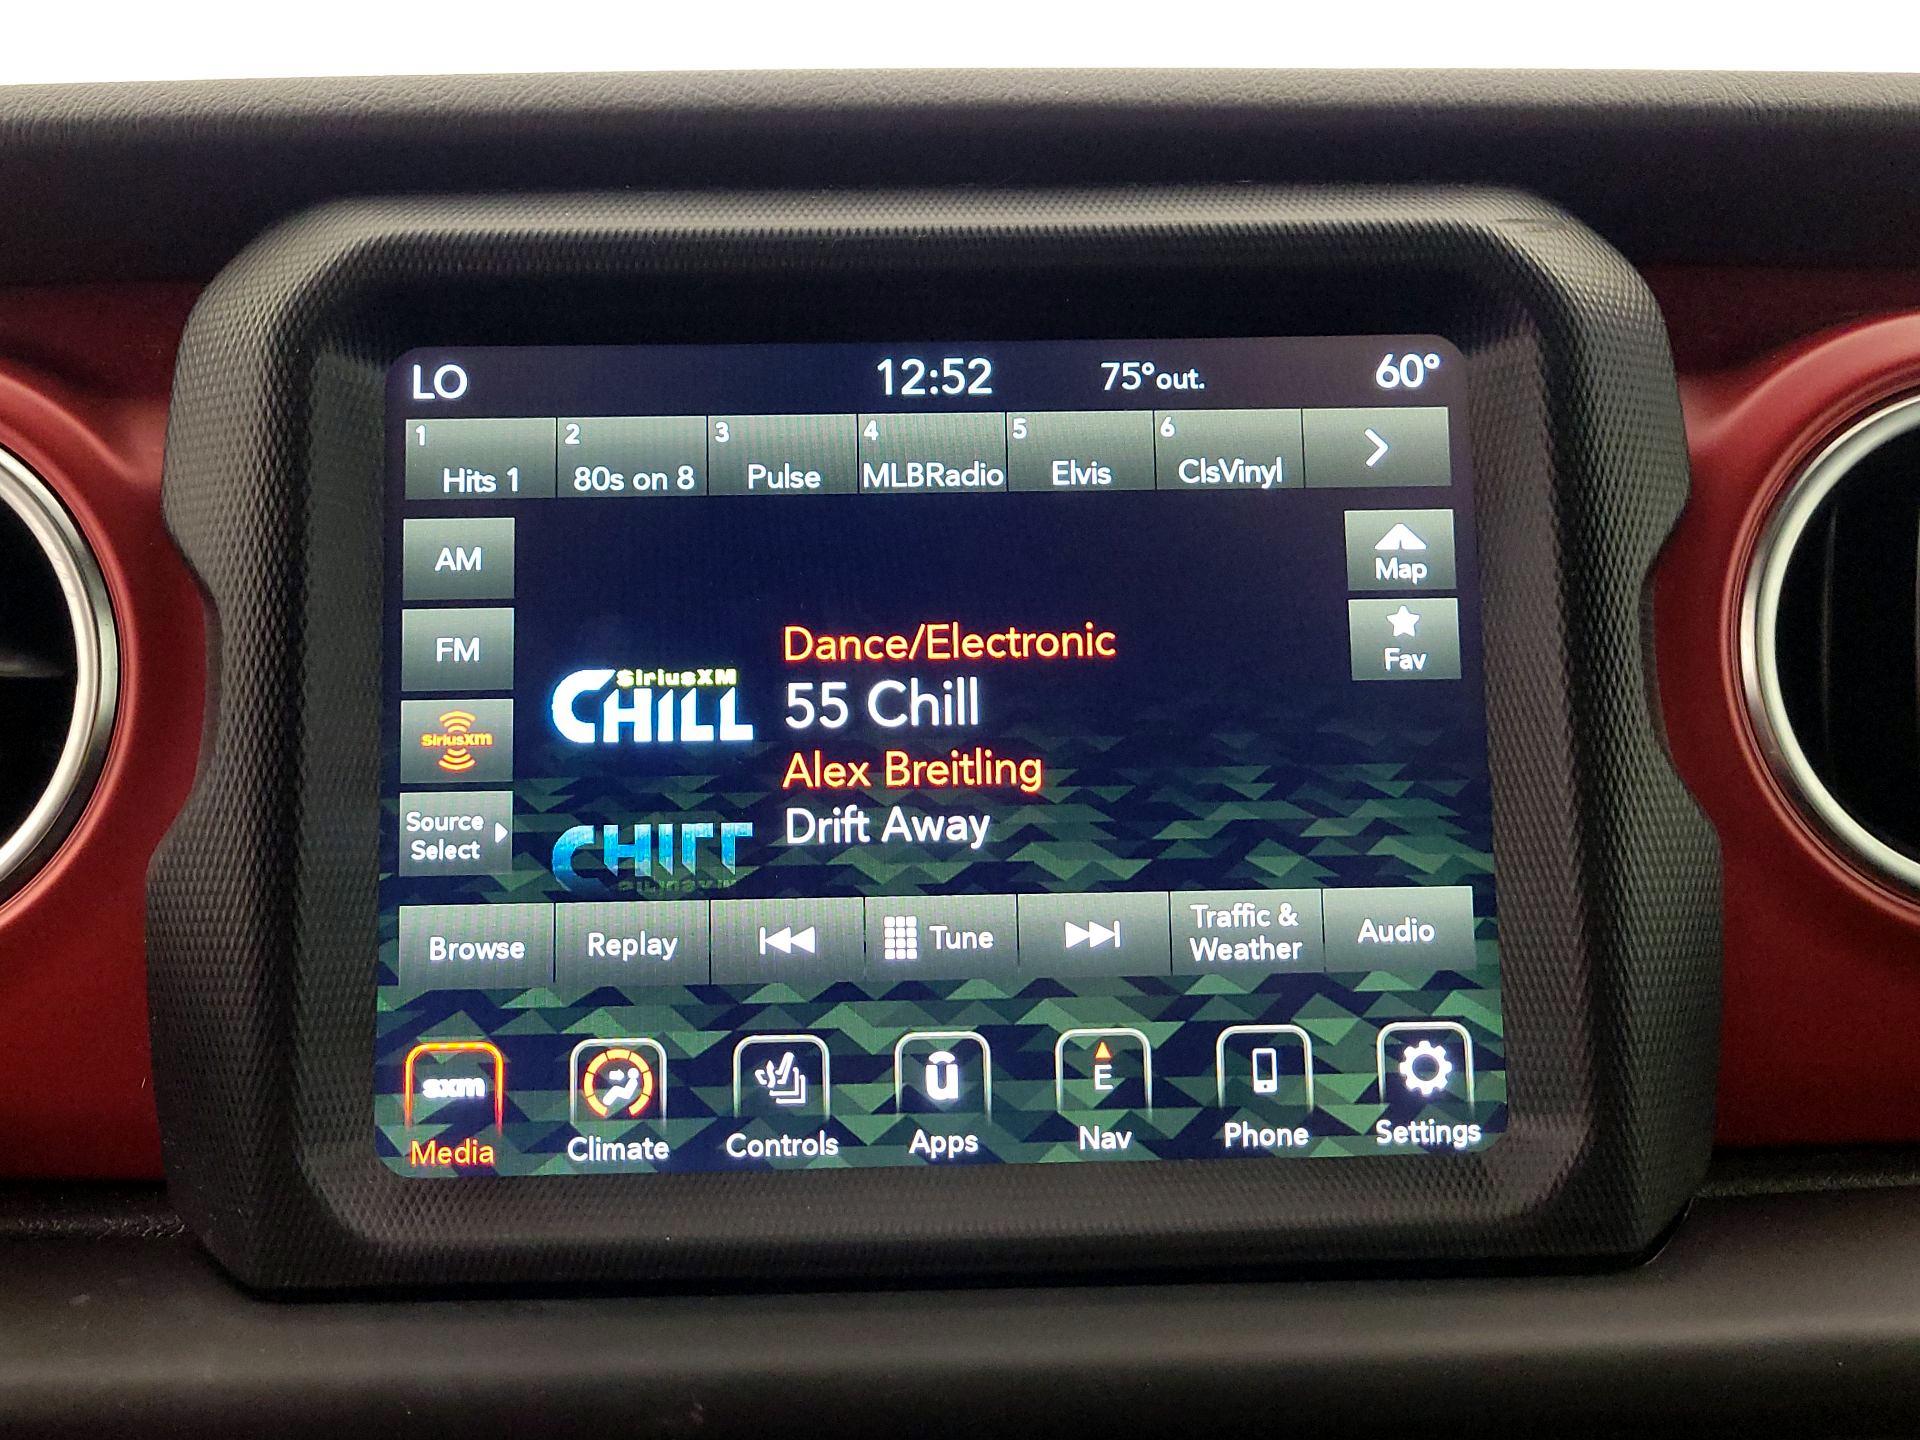 LO 12:52 75°out. 60°
1 2 3 4 5 6
Hits 1 80s on 8 Pulse MLBRadio Elvis ClsVinyl
AM
Map
FM
Fav
Dance/Electronic
SiriusXM
CHILL
55 Chill
SiriusXm
Alex Breitling
Drift Away
Source
Select
Browse Replay Tune Traffic &
Weather Audio
sxm
u
E
Media Climate Controls Apps Nav Phone Settings